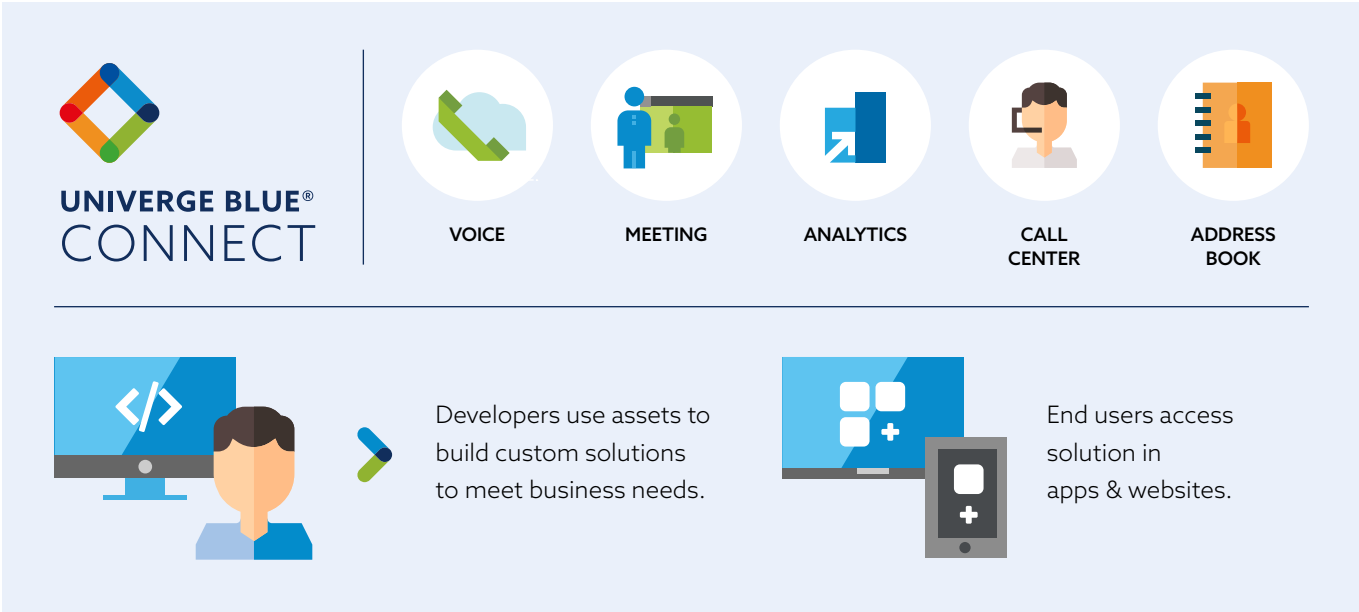 UNIVERGE BLUE®
CONNECT
VOICE
MEETING
ANALYTICS
CALL
CENTER
ADDRESS
BOOK
</>
Developers use assets to
build custom solutions
to meet business needs.
End users access
solution in
apps & websites.